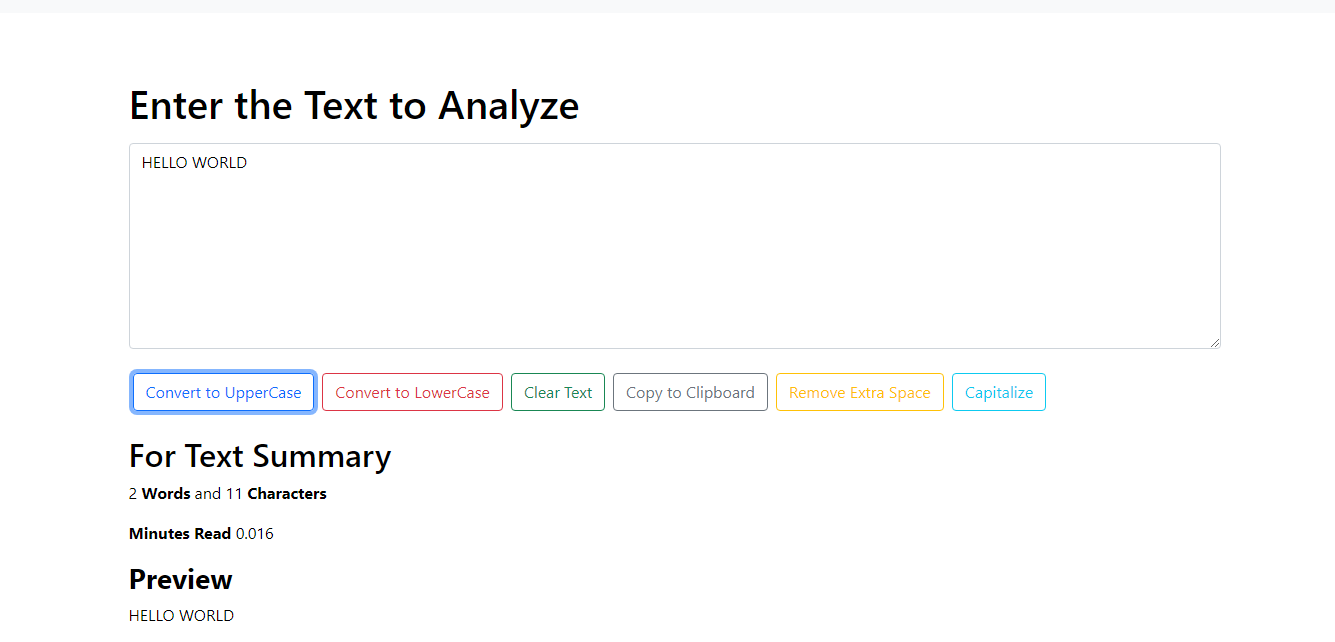 Enter the Text to Analyze
HELLO WORLD
Convert to UpperCase Convert to LowerCase Clear Text Copy to Clipboard Remove Extra Space Capitalize
For Text Summary
2 Words and 11 Characters
Minutes Read 0.016
Preview
HELLO WORLD